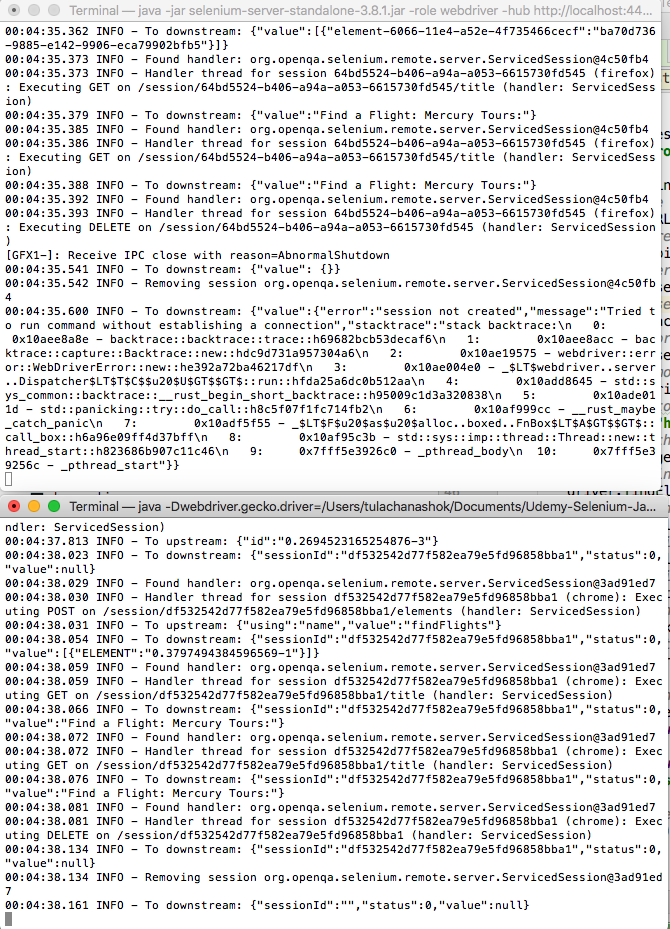 Terminal — java -jar selenium-server-standalone-3.8.1.jar -role webdriver -hub http://localhost:44...
00:04:35.362 INFO - To downstream: {"value":[{"element-6066-11e4-a52e-4f735466cecf":"ba70d736
-9885-e142-9906-eca79902bfb5"}]}
00:04:35.373 INFO - Found handler: org.openqa.selenium.remote.server.ServicedSession@4c50fb4
00:04:35.373 INFO - Handler thread for session 64bd5524-b406-a94a-a053-6615730fd545 (firefox)
: Executing GET on /session/64bd5524-b406-a94a-a053-6615730fd545/title (handler: ServicedSess
ion)
00:04:35.379 INFO - To downstream: {"value":"Find a Flight: Mercury Tours:"}
00:04:35.385 INFO - Found handler: org.openqa.selenium.remote.server.ServicedSession@4c50fb4
00:04:35.386 INFO - Handler thread for session 64bd5524-b406-a94a-a053-6615730fd545 (firefox)
: Executing GET on /session/64bd5524-b406-a94a-a053-6615730fd545/title (handler: ServicedSess
ion)
00:04:35.388 INFO - To downstream: {"value":"Find a Flight: Mercury Tours:"}
00:04:35.392 INFO - Found handler: org.openqa.selenium.remote.server.ServicedSession@4c50fb4
00:04:35.393 INFO - Handler thread for session 64bd5524-b406-a94a-a053-6615730fd545 (firefox)
: Executing DELETE on /session/64bd5524-b406-a94a-a053-6615730fd545 (handler: ServicedSession
)
[GFX1-]: Receive IPC close with reason=AbnormalShutdown
00:04:35.541 INFO - To downstream: {"value": {}}
00:04:35.542 INFO - Removing session org.openqa.selenium.remote.server.ServicedSession@4c50fb
4
00:04:35.600 INFO - To downstream: {"value":{"error":"session not created","message":"Tried t
o run command without establishing a connection","stacktrace":"stack backtrace:\n   0:
 0x10aee8a8e - backtrace::backtrace::trace::h69682bcb53decaf6\n   1:        0x10aee8acc - bac
ktrace::capture::Backtrace::new::hdc9d731a957304a6\n   2:        0x10ae19575 - webdriver::err
or::WebDriverError::new::he392a72ba46217df\n   3:        0x10ae004e0 - _$LT$webdriver..server
..Dispatcher$LT$T$C$$u20$U$GT$$GT$::run::hfda25a6dc0b512aa\n   4:        0x10add8645 - std::s
ys_common::backtrace::__rust_begin_short_backtrace::h95009c1d3a320838\n   5:        0x10ade01
1d - std::panicking::try::do_call::h8c5f07f1fc714fb2\n   6:        0x10af999cc - __rust_maybe
_catch_panic\n   7:        0x10adf5f55 - _$LT$F$u20$as$u20$alloc..boxed..FnBox$LT$A$GT$$GT$::
call_box::h6a96e09ff4d37bff\n   8:        0x10af95c3b - std::sys::imp::thread::Thread::new::t
hread_start::h823686b907c11c46\n   9:     0x7fff5e3926c0 - _pthread_body\n  10:     0x7fff5e3
9256c - _pthread_start"}}
Terminal — java -Dwebdriver.gecko.driver=/Users/tulachanashok/Documents/Udemy-Selenium-Ja...
ndler: ServicedSession)
00:04:37.813 INFO - To upstream: {"id":"0.2694523165254876-3"}
00:04:38.023 INFO - To downstream: {"sessionId":"df532542d77f582ea79e5fd96858bba1","status":0,
"value":null}
00:04:38.029 INFO - Found handler: org.openqa.selenium.remote.server.ServicedSession@3ad91ed7
00:04:38.030 INFO - Handler thread for session df532542d77f582ea79e5fd96858bba1 (chrome): Exec
uting POST on /session/df532542d77f582ea79e5fd96858bba1/elements (handler: ServicedSession)
00:04:38.031 INFO - To upstream: {"using":"name","value":"findFlights"}
00:04:38.054 INFO - To downstream: {"sessionId":"df532542d77f582ea79e5fd96858bba1","status":0,
"value":[{"ELEMENT":"0.3797494384596569-1"}]}
00:04:38.059 INFO - Found handler: org.openqa.selenium.remote.server.ServicedSession@3ad91ed7
00:04:38.059 INFO - Handler thread for session df532542d77f582ea79e5fd96858bba1 (chrome): Exec
uting GET on /session/df532542d77f582ea79e5fd96858bba1/title (handler: ServicedSession)
00:04:38.066 INFO - To downstream: {"sessionId":"df532542d77f582ea79e5fd96858bba1","status":0,
"value":"Find a Flight: Mercury Tours:"}
00:04:38.072 INFO - Found handler: org.openqa.selenium.remote.server.ServicedSession@3ad91ed7
00:04:38.072 INFO - Handler thread for session df532542d77f582ea79e5fd96858bba1 (chrome): Exec
uting GET on /session/df532542d77f582ea79e5fd96858bba1/title (handler: ServicedSession)
00:04:38.076 INFO - To downstream: {"sessionId":"df532542d77f582ea79e5fd96858bba1","status":0,
"value":"Find a Flight: Mercury Tours:"}
00:04:38.081 INFO - Found handler: org.openqa.selenium.remote.server.ServicedSession@3ad91ed7
00:04:38.081 INFO - Handler thread for session df532542d77f582ea79e5fd96858bba1 (chrome): Exec
uting DELETE on /session/df532542d77f582ea79e5fd96858bba1 (handler: ServicedSession)
00:04:38.134 INFO - To downstream: {"sessionId":"df532542d77f582ea79e5fd96858bba1","status":0,
"value":null}
00:04:38.134 INFO - Removing session org.openqa.selenium.remote.server.ServicedSession@3ad91ed
7
00:04:38.161 INFO - To downstream: {"sessionId":"","status":0,"value":null}